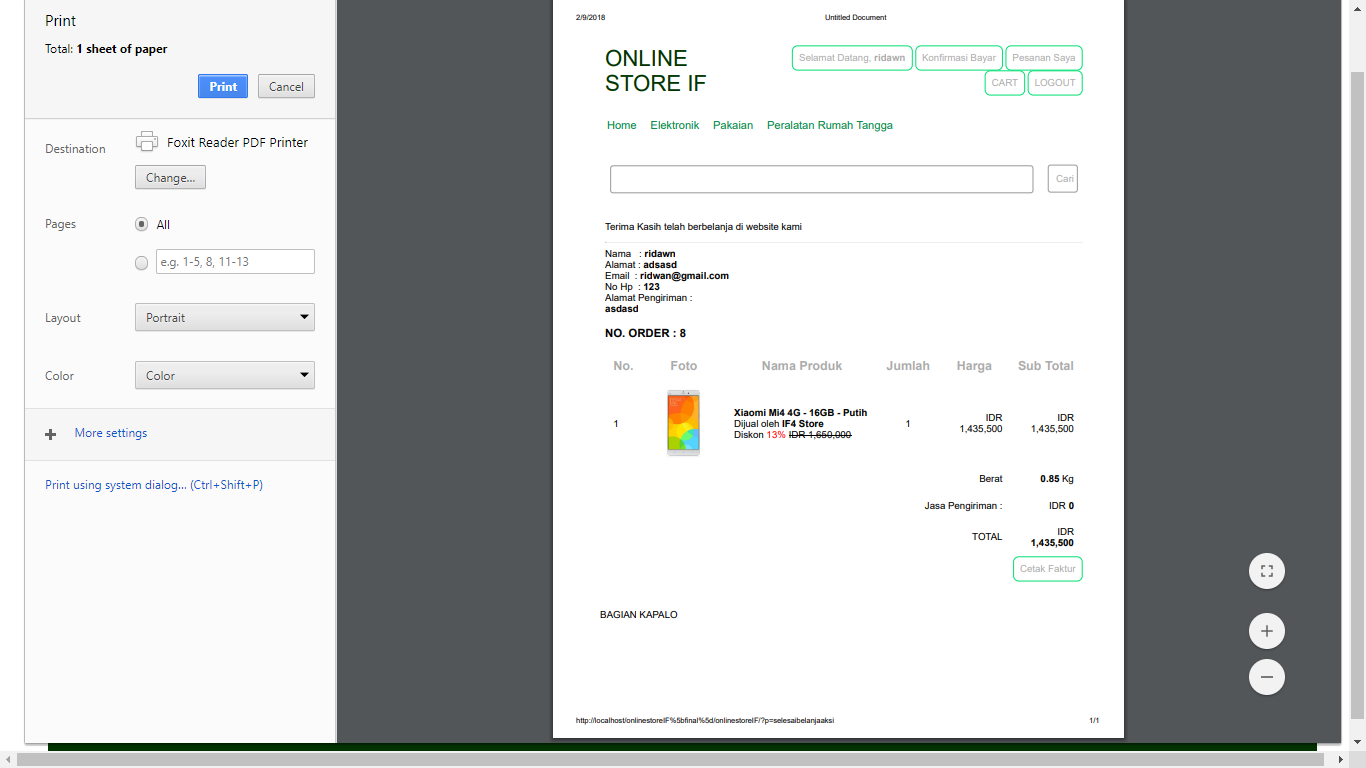 Print
Total: 1 sheet of paper
Print Cancel
Destination
Foxit Reader PDF Printer
Change...
Pages
All
e.g. 1-5, 8, 11-13
Layout
Portrait
Color
Color
More settings
Print using system dialog... (Ctrl+Shift+P)
2/9/2018 Untitled Document
ONLINE
STORE IF
Selamat Datang, ridawn Konfirmasi Bayar Pesanan Saya
CART LOGOUT
Home Elektronik Pakaian Peralatan Rumah Tangga
Cari
Terima Kasih telah berbelanja di website kami
Nama : ridawn
Alamat : adsasd
Email : ridwan@gmail.com
No Hp : 123
Alamat Pengiriman :
asdasd
NO. ORDER : 8
No. Foto Nama Produk Jumlah Harga Sub Total
1
Xiaomi Mi4 4G - 16GB - Putih
Dijual oleh IF4 Store
Diskon 13% IDR 1,650,000
1
IDR
1,435,500
IDR
1,435,500
Berat 0.85 Kg
Jasa Pengiriman : IDR 0
TOTAL IDR
1,435,500
Cetak Faktur
BAGIAN KAPALO
http://localhost/onlinestoreIF%5bfinal%5d/onlinestoreIF/?p=selesaibelanjaaksi 1/1